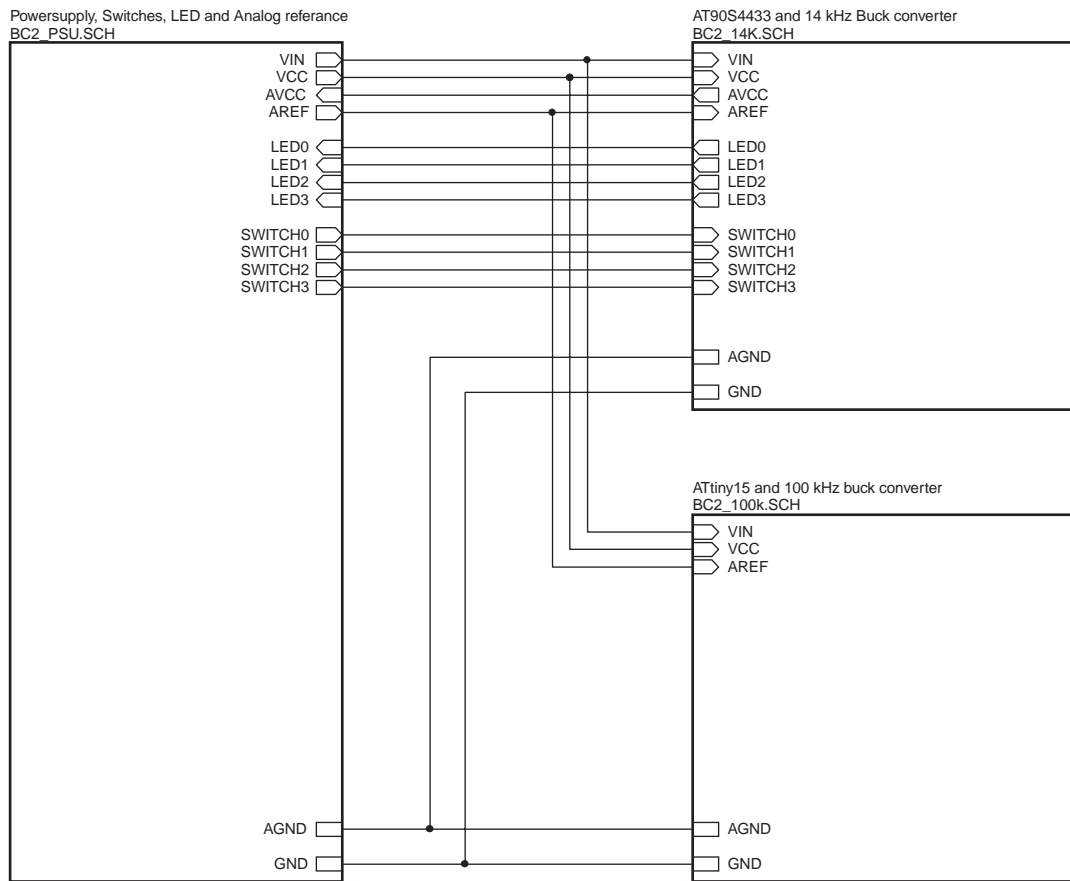 Powersupply, Switches, LED and Analog referance
BC2_PSU.SCH
VIN
VCC
AVCC
AREF
LED0
LED1
LED2
LED3
SWITCH0
SWITCH1
SWITCH2
SWITCH3
AGND
GND
AT90S4433 and 14 kHz Buck converter
BC2_14K.SCH
VIN
VCC
AVCC
AREF
LED0
LED1
LED2
LED3
SWITCH0
SWITCH1
SWITCH2
SWITCH3
AGND
GND
ATtiny15 and 100 kHz buck converter
BC2_100k.SCH
VIN
VCC
AREF
AGND
GND